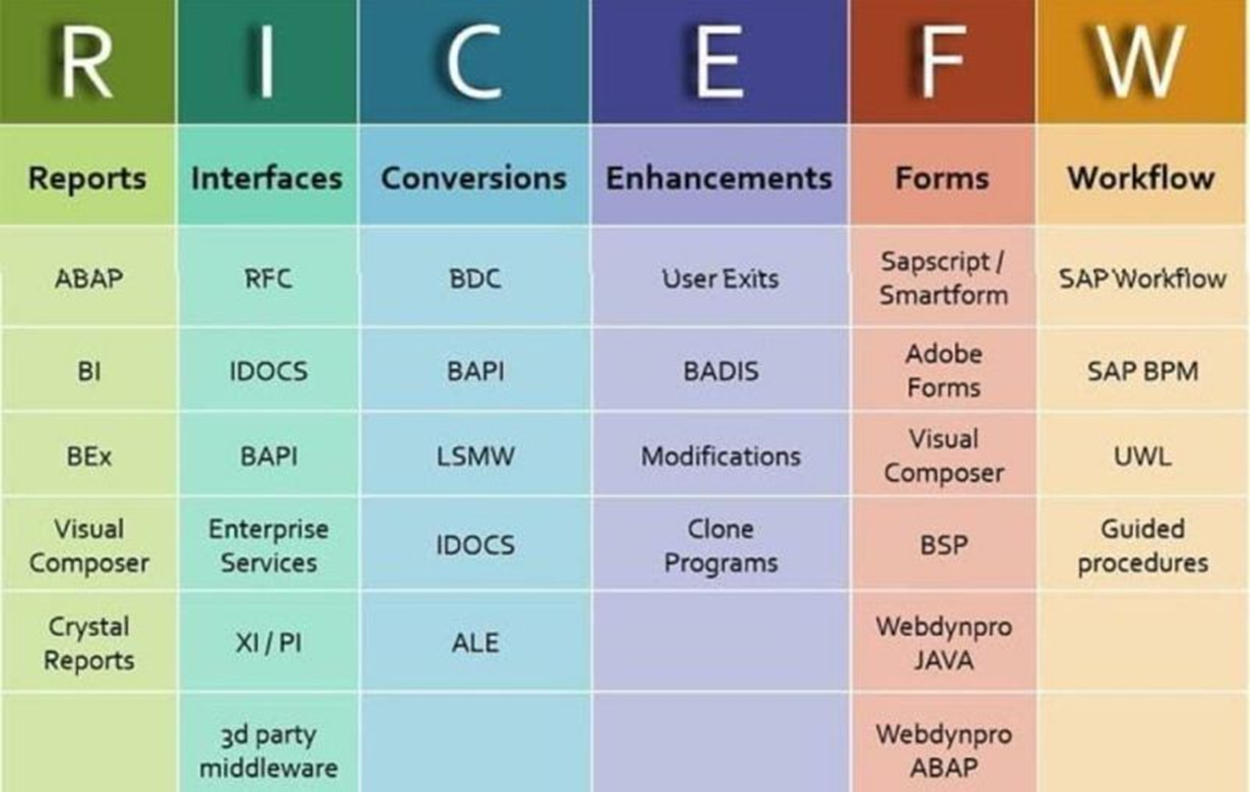 R I C E F W
Reports Interfaces Conversions Enhancements Forms Workflow
ABAP RFC BDC User Exits Sapscript / Smartform SAP Workflow
BI IDOCS BAPI BADIS Adobe Forms SAP BPM
BEx BAPI LSMW Modifications Visual Composer UWL
Visual Composer Enterprise Services IDOCS Clone Programs BSP Guided procedures
Crystal Reports XI / PI ALE Webdynpro JAVA
3d party middleware Webdynpro ABAP